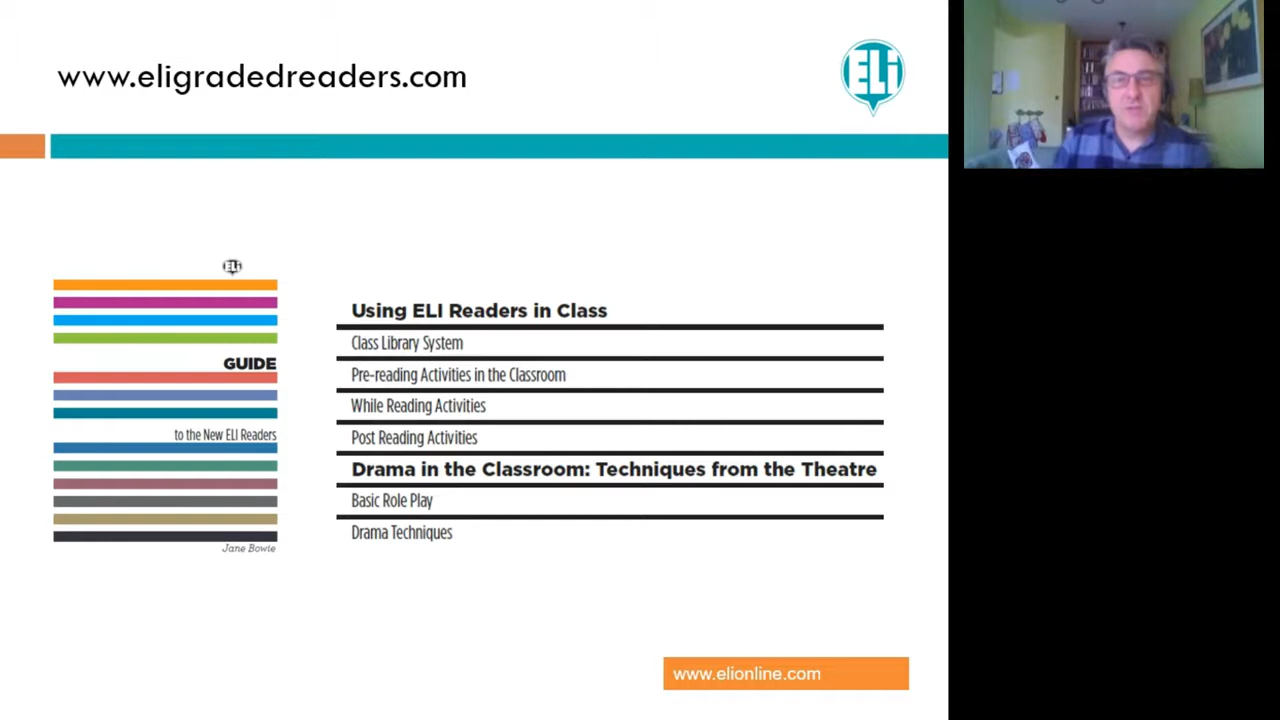 www.eligradedreaders.com
ELi
ELi
GUIDE
to the New ELI Readers
Jane Bowie
Using ELI Readers in Class
Class Library System
Pre-reading Activities in the Classroom
While Reading Activities
Post Reading Activities
Drama in the Classroom: Techniques from the Theatre
Basic Role Play
Drama Techniques
www.elionline.com